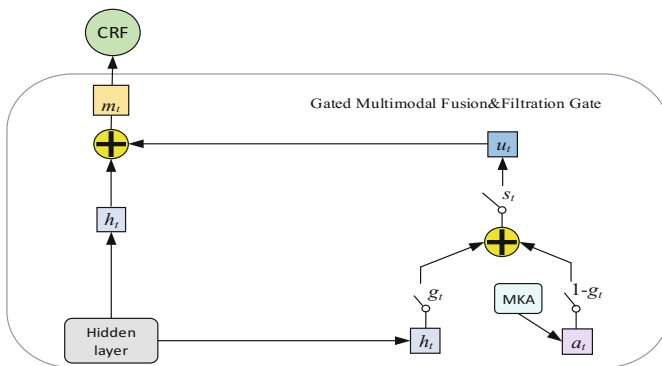 CRF
m_t
Gated Multimodal Fusion&Filtration Gate
u_t
s_t
h_t
g_t
1-g_t
MKA
Hidden
layer
h_t
a_t